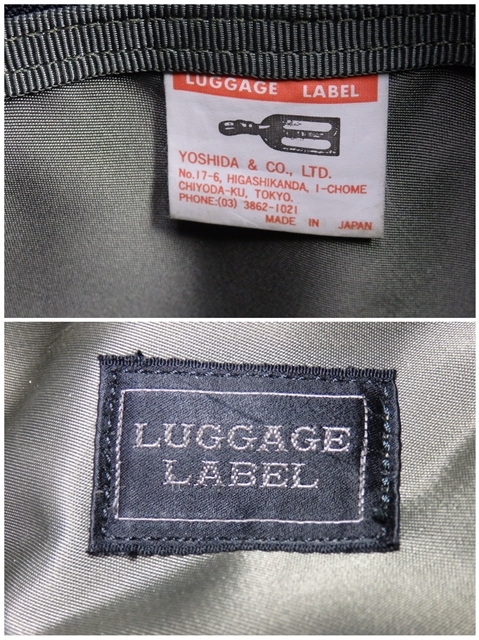 LUGGAGE LABEL
YOSHIDA & CO., LTD.
No.17-6, HIGASHIKANDA, 1-CHOME
CHIYODA-KU, TOKYO.
PHONE:(03) 3862-1021
MADE IN JAPAN
LUGGAGE
LABEL